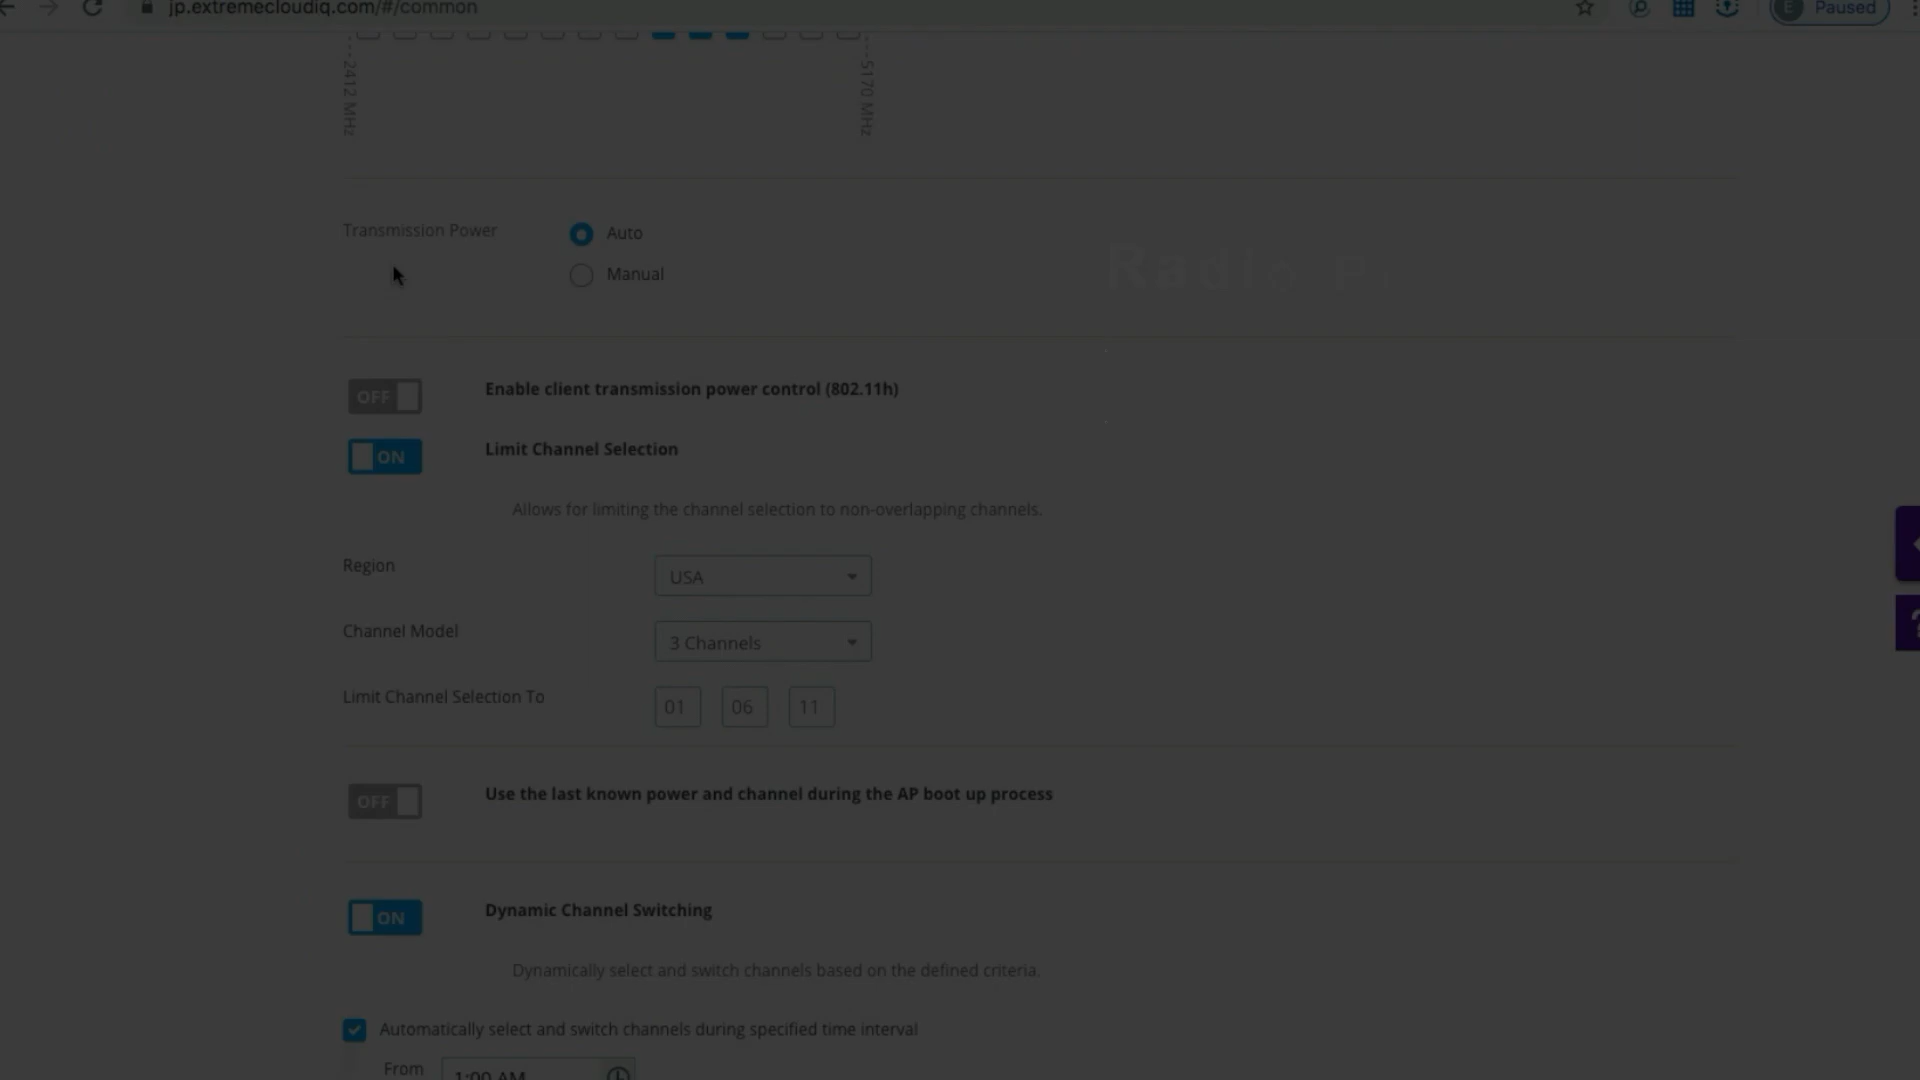 jp.extremecloudiq.com/#/common
E Paused
---2412 MHz
---5170 MHz
Transmission Power
Auto
Manual
Radio P
OFF Enable client transmission power control (802.11h)
ON Limit Channel Selection
Allows for limiting the channel selection to non-overlapping channels.
Region USA
Channel Model 3 Channels
Limit Channel Selection To 01 06 11
OFF Use the last known power and channel during the AP boot up process
ON Dynamic Channel Switching
Dynamically select and switch channels based on the defined criteria.
Automatically select and switch channels during specified time interval
From 1:00 AM
?